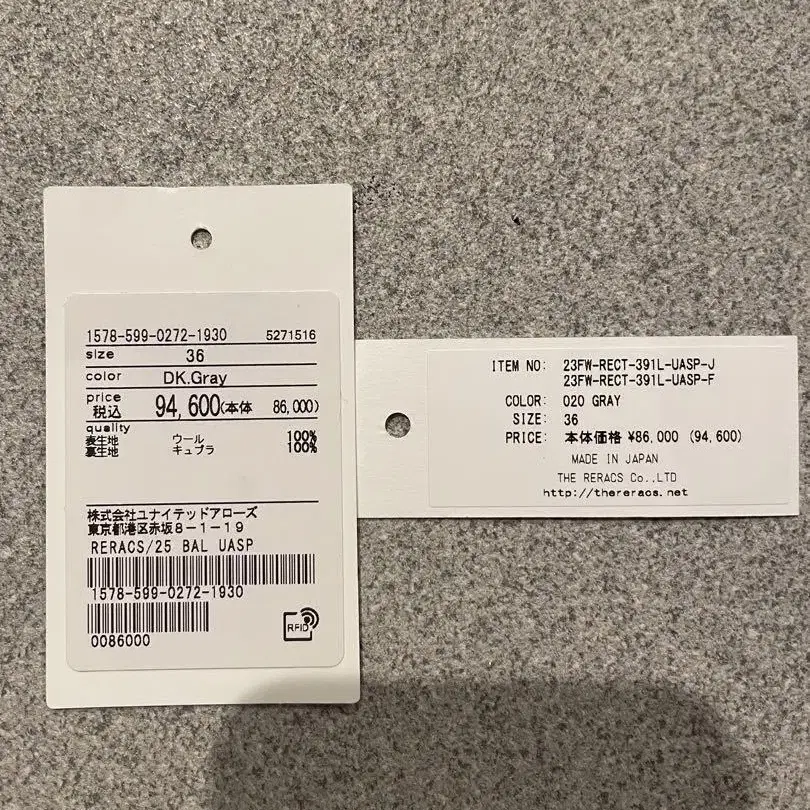 1578-599-0272-1930 5271516
size 36
color DK.Gray
price
税込 94,600(本体 86,000)
quality
表生地 ウール 100%
裏生地 キュプラ 100%
株式会社ユナイテッドアローズ
東京都港区赤坂8-1-19
RERACS/25 BAL UASP
1578-599-0272-1930
0086000
RFID
ITEM NO: 23FW-RECT-391L-UASP-J
23FW-RECT-391L-UASP-F
COLOR: 020 GRAY
SIZE: 36
PRICE: 本体価格 ¥86,000 (94,600)
MADE IN JAPAN
THE RERACS Co.,LTD
http://thereracs.net